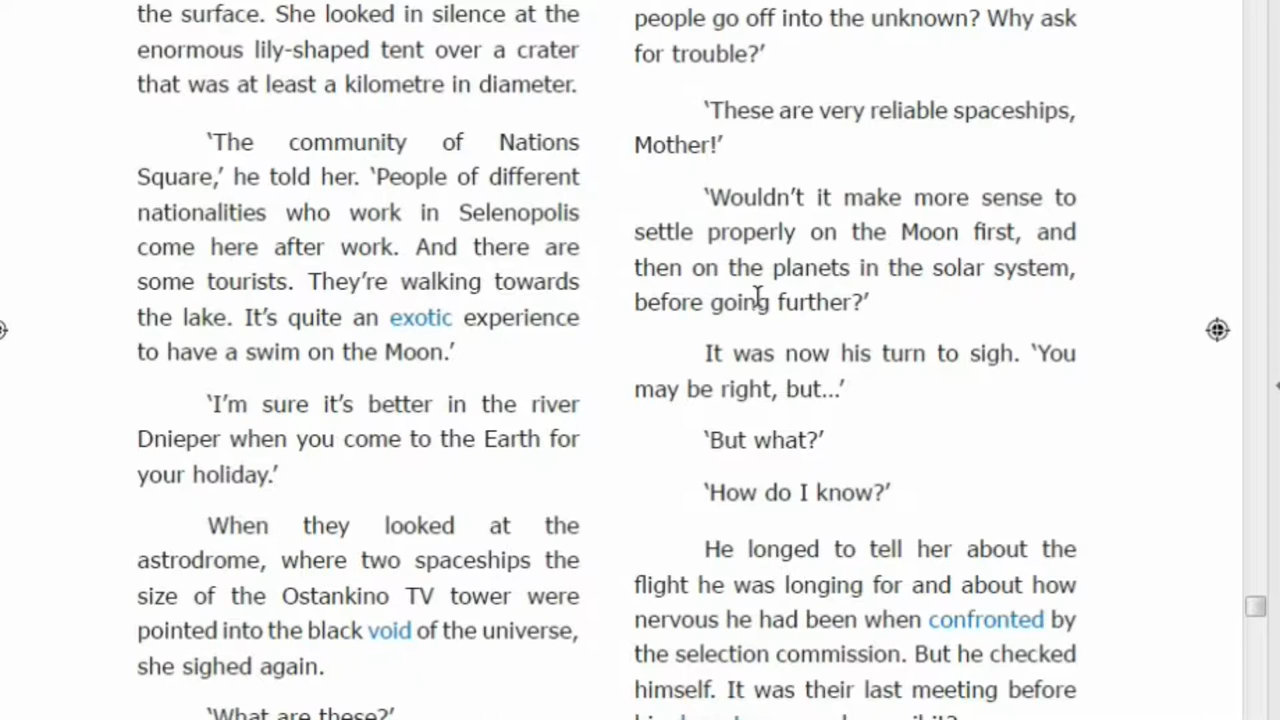 the surface. She looked in silence at the
enormous lily-shaped tent over a crater
that was at least a kilometre in diameter.
‘The community of Nations
Square,’ he told her. ‘People of different
nationalities who work in Selenopolis
come here after work. And there are
some tourists. They’re walking towards
the lake. It’s quite an exotic experience
to have a swim on the Moon.’
‘I’m sure it’s better in the river
Dnieper when you come to the Earth for
your holiday.’
When they looked at the
astrodrome, where two spaceships the
size of the Ostankino TV tower were
pointed into the black void of the universe,
she sighed again.
‘What are these?’
people go off into the unknown? Why ask
for trouble?’
‘These are very reliable spaceships,
Mother!’
‘Wouldn’t it make more sense to
settle properly on the Moon first, and
then on the planets in the solar system,
before going further?’
It was now his turn to sigh. ‘You
may be right, but...’
‘But what?’
‘How do I know?’
He longed to tell her about the
flight he was longing for and about how
nervous he had been when confronted by
the selection commission. But he checked
himself. It was their last meeting before